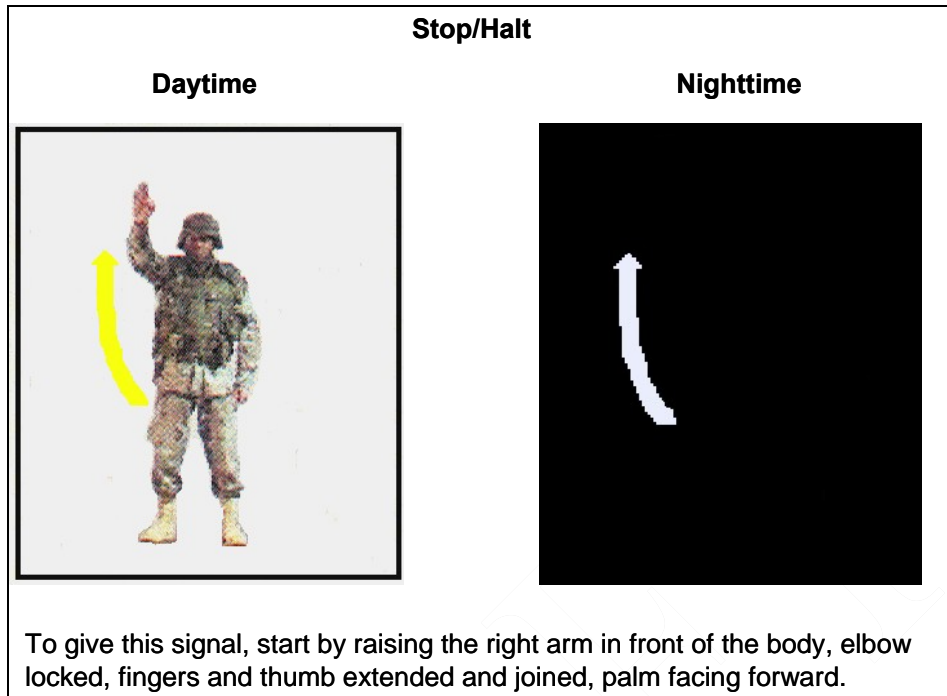 Stop/Halt
Daytime
Nighttime
To give this signal, start by raising the right arm in front of the body, elbow
locked, fingers and thumb extended and joined, palm facing forward.